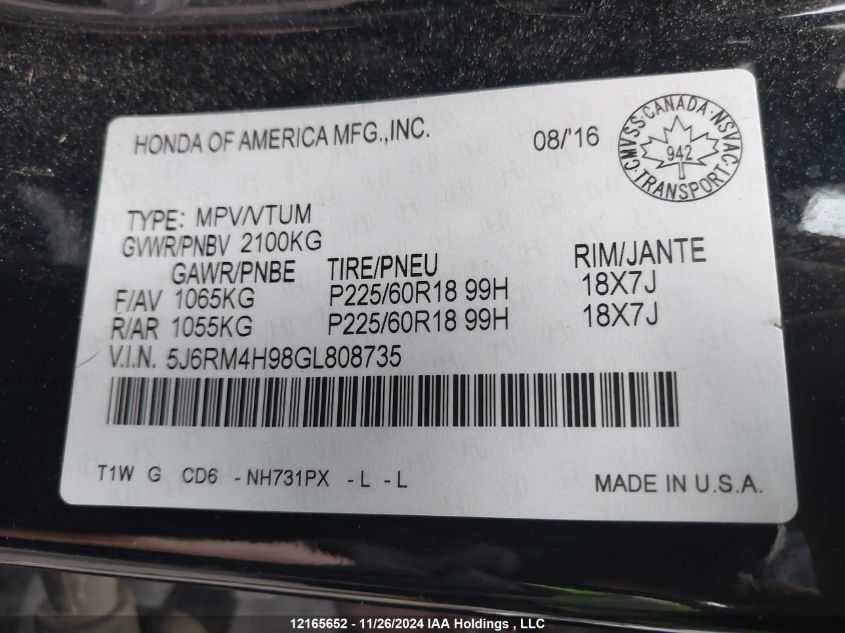 HONDA OF AMERICA MFG.,INC. 08/'16
CMVSS·CANADA·NSVAC
942
TRANSPORT
TYPE: MPV/VTUM
GVWR/PNBV 2100KG
GAWR/PNBE TIRE/PNEU RIM/JANTE
F/AV 1065KG P225/60R18 99H 18X7J
R/AR 1055KG P225/60R18 99H 18X7J
V.I.N. 5J6RM4H98GL808735
T1W G CD6 - NH731PX - L - L MADE IN U.S.A.
12165652 - 11/26/2024 IAA Holdings , LLC